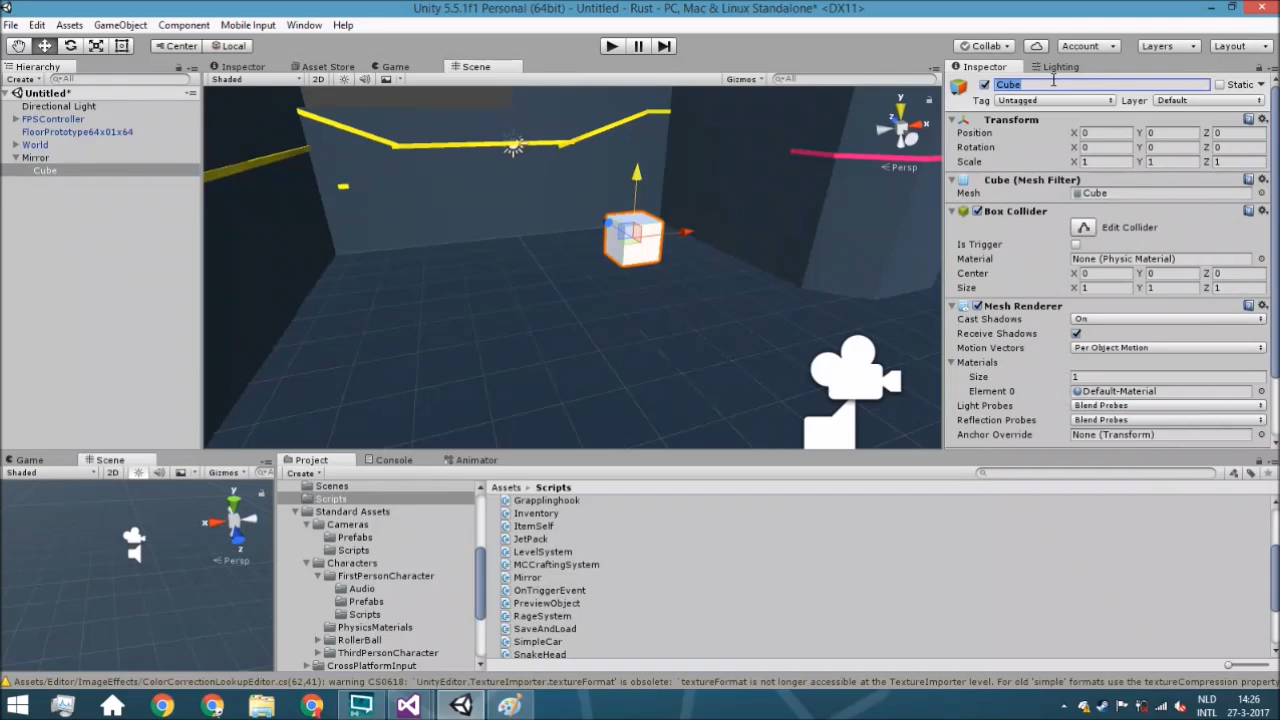 Unity 5.5.1f1 Personal (64bit) - Untitled - Rust - PC, Mac & Linux Standalone* <DX11>
File Edit Assets GameObject Component Mobile Input Window Help
Center Local Collab Account Layers Layout
Hierarchy
Create All
Untitled*
Directional Light
FPSController
FloorPrototype64x01x64
World
Mirror
Cube
Inspector Asset Store Game Scene
Shaded 2D Gizmos All
y
x
z
Persp
Inspector Lighting
Cube Static
Tag Untagged Layer Default
Transform
Position X 0 Y 0 Z 0
Rotation X 0 Y 0 Z 0
Scale X 1 Y 1 Z 1
Cube (Mesh Filter)
Mesh Cube
Box Collider
Edit Collider
Is Trigger
Material None (Physic Material)
Center X 0 Y 0 Z 0
Size X 1 Y 1 Z 1
Mesh Renderer
Cast Shadows On
Receive Shadows
Motion Vectors Per Object Motion
Materials
Size 1
Element 0 Default-Material
Light Probes Blend Probes
Reflection Probes Blend Probes
Anchor Override None (Transform)
Game Scene
Shaded 2D Gizmos
y
x
z
Persp
Project Console Animator
Create
Scenes
Scripts
Standard Assets
Cameras
Prefabs
Scripts
Characters
FirstPersonCharacter
Audio
Prefabs
Scripts
PhysicsMaterials
RollerBall
ThirdPersonCharacter
CrossPlatformInput
Assets Scripts
Grapplinghook
Inventory
ItemSelf
JetPack
LevelSystem
MCCraftingSystem
Mirror
OnTriggerEvent
PreviewObject
RageSystem
SaveAndLoad
SimpleCar
SnakeHead
Assets/Editor/ImageEffects/ColorCorrectionLookupEditor.cs(62,41): warning CS0618: `UnityEditor.TextureImporter.textureFormat' is obsolete: `textureFormat is not longer accessible at the TextureImporter level. For old 'simple' formats use the textureCompression property
NLD 14:26
INTL 27-3-2017